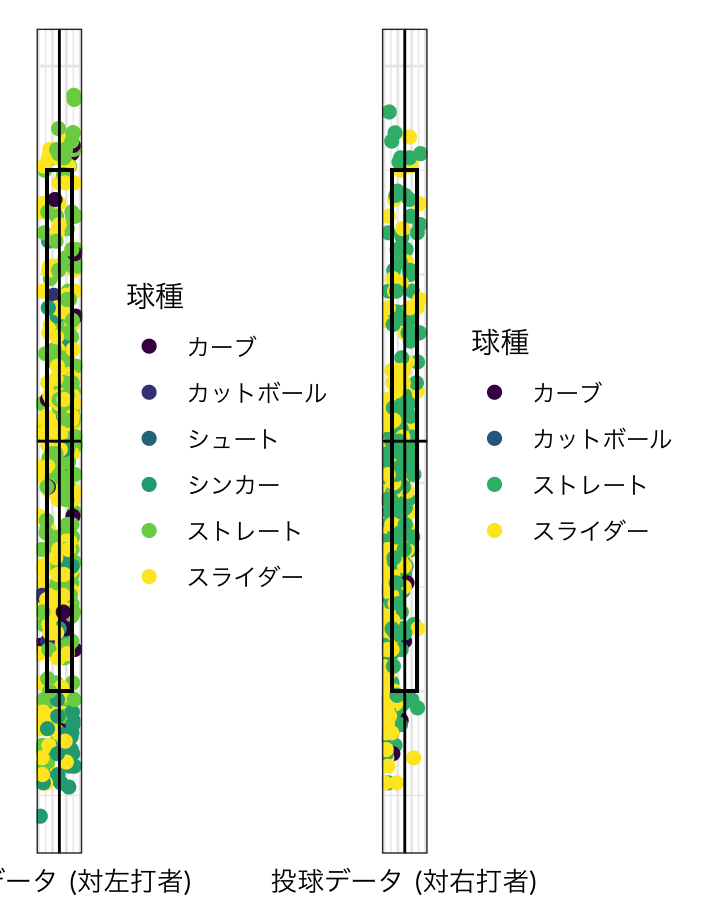 球種
カーブ
カットボール
シュート
シンカー
ストレート
スライダー
球種
カーブ
カットボール
ストレート
スライダー
データ (対左打者)
投球データ (対右打者)